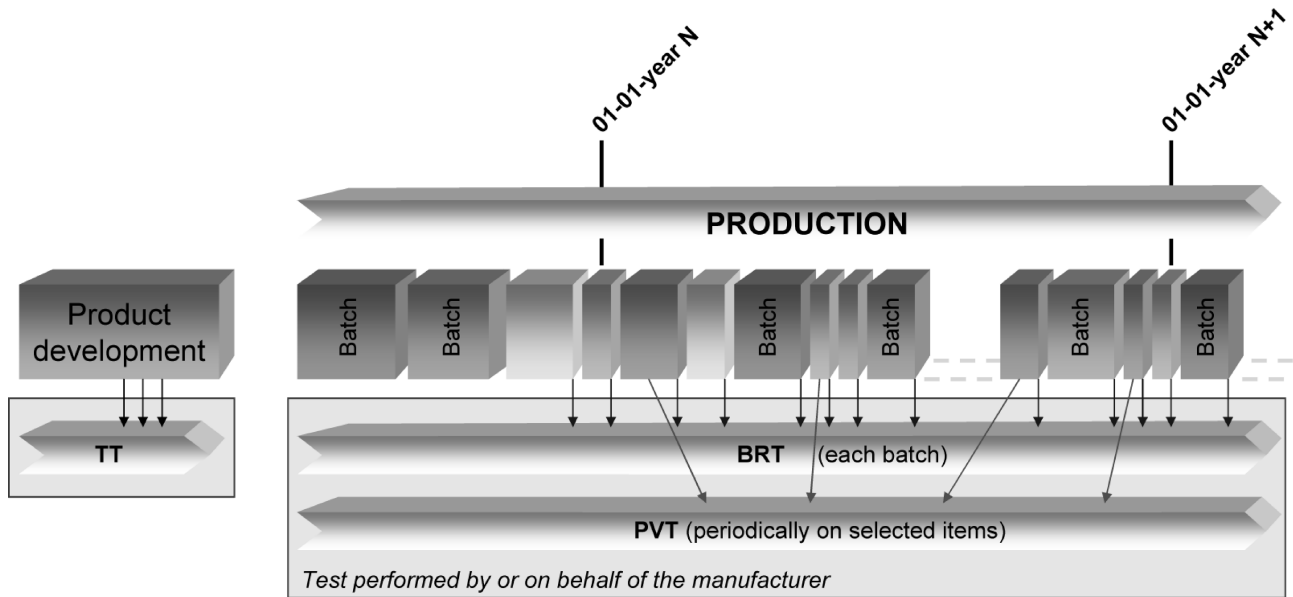 01-01-year N
01-01-year N+1
PRODUCTION
Product
development
Batch
Batch
Batch
Batch
Batch
Batch
TT
BRT (each batch)
PVT (periodically on selected items)
Test performed by or on behalf of the manufacturer